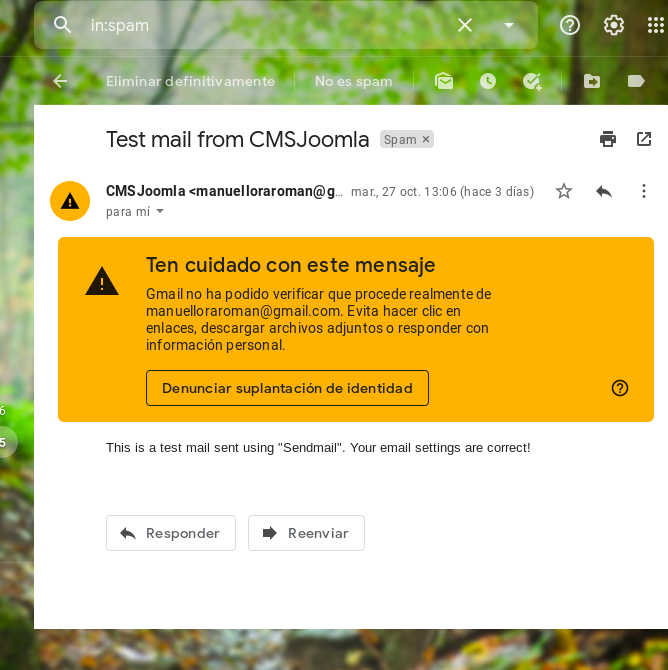 in:spam
Eliminar definitivamente No es spam
Test mail from CMSJoomla Spam ×
CMSJoomla <manuelloraroman@g... mar., 27 oct. 13:06 (hace 3 días)
para mí
Ten cuidado con este mensaje
Gmail no ha podido verificar que procede realmente de
manuelloraroman@gmail.com. Evita hacer clic en
enlaces, descargar archivos adjuntos o responder con
información personal.
Denunciar suplantación de identidad
6
5
This is a test mail sent using "Sendmail". Your email settings are correct!
Responder Reenviar